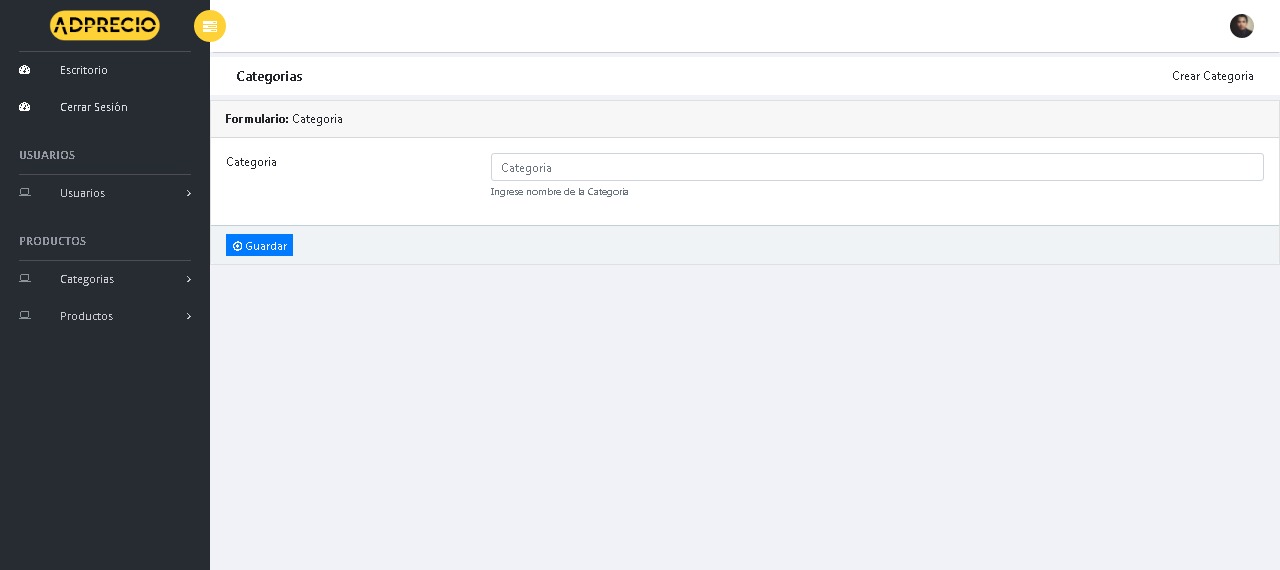 ADPRECIO
Escritorio
Cerrar Sesión
USUARIOS
Usuarios
PRODUCTOS
Categorias
Productos
Categorias
Crear Categoria
Formulario: Categoria
Categoria
Categoria
Ingrese nombre de la Categoria
Guardar